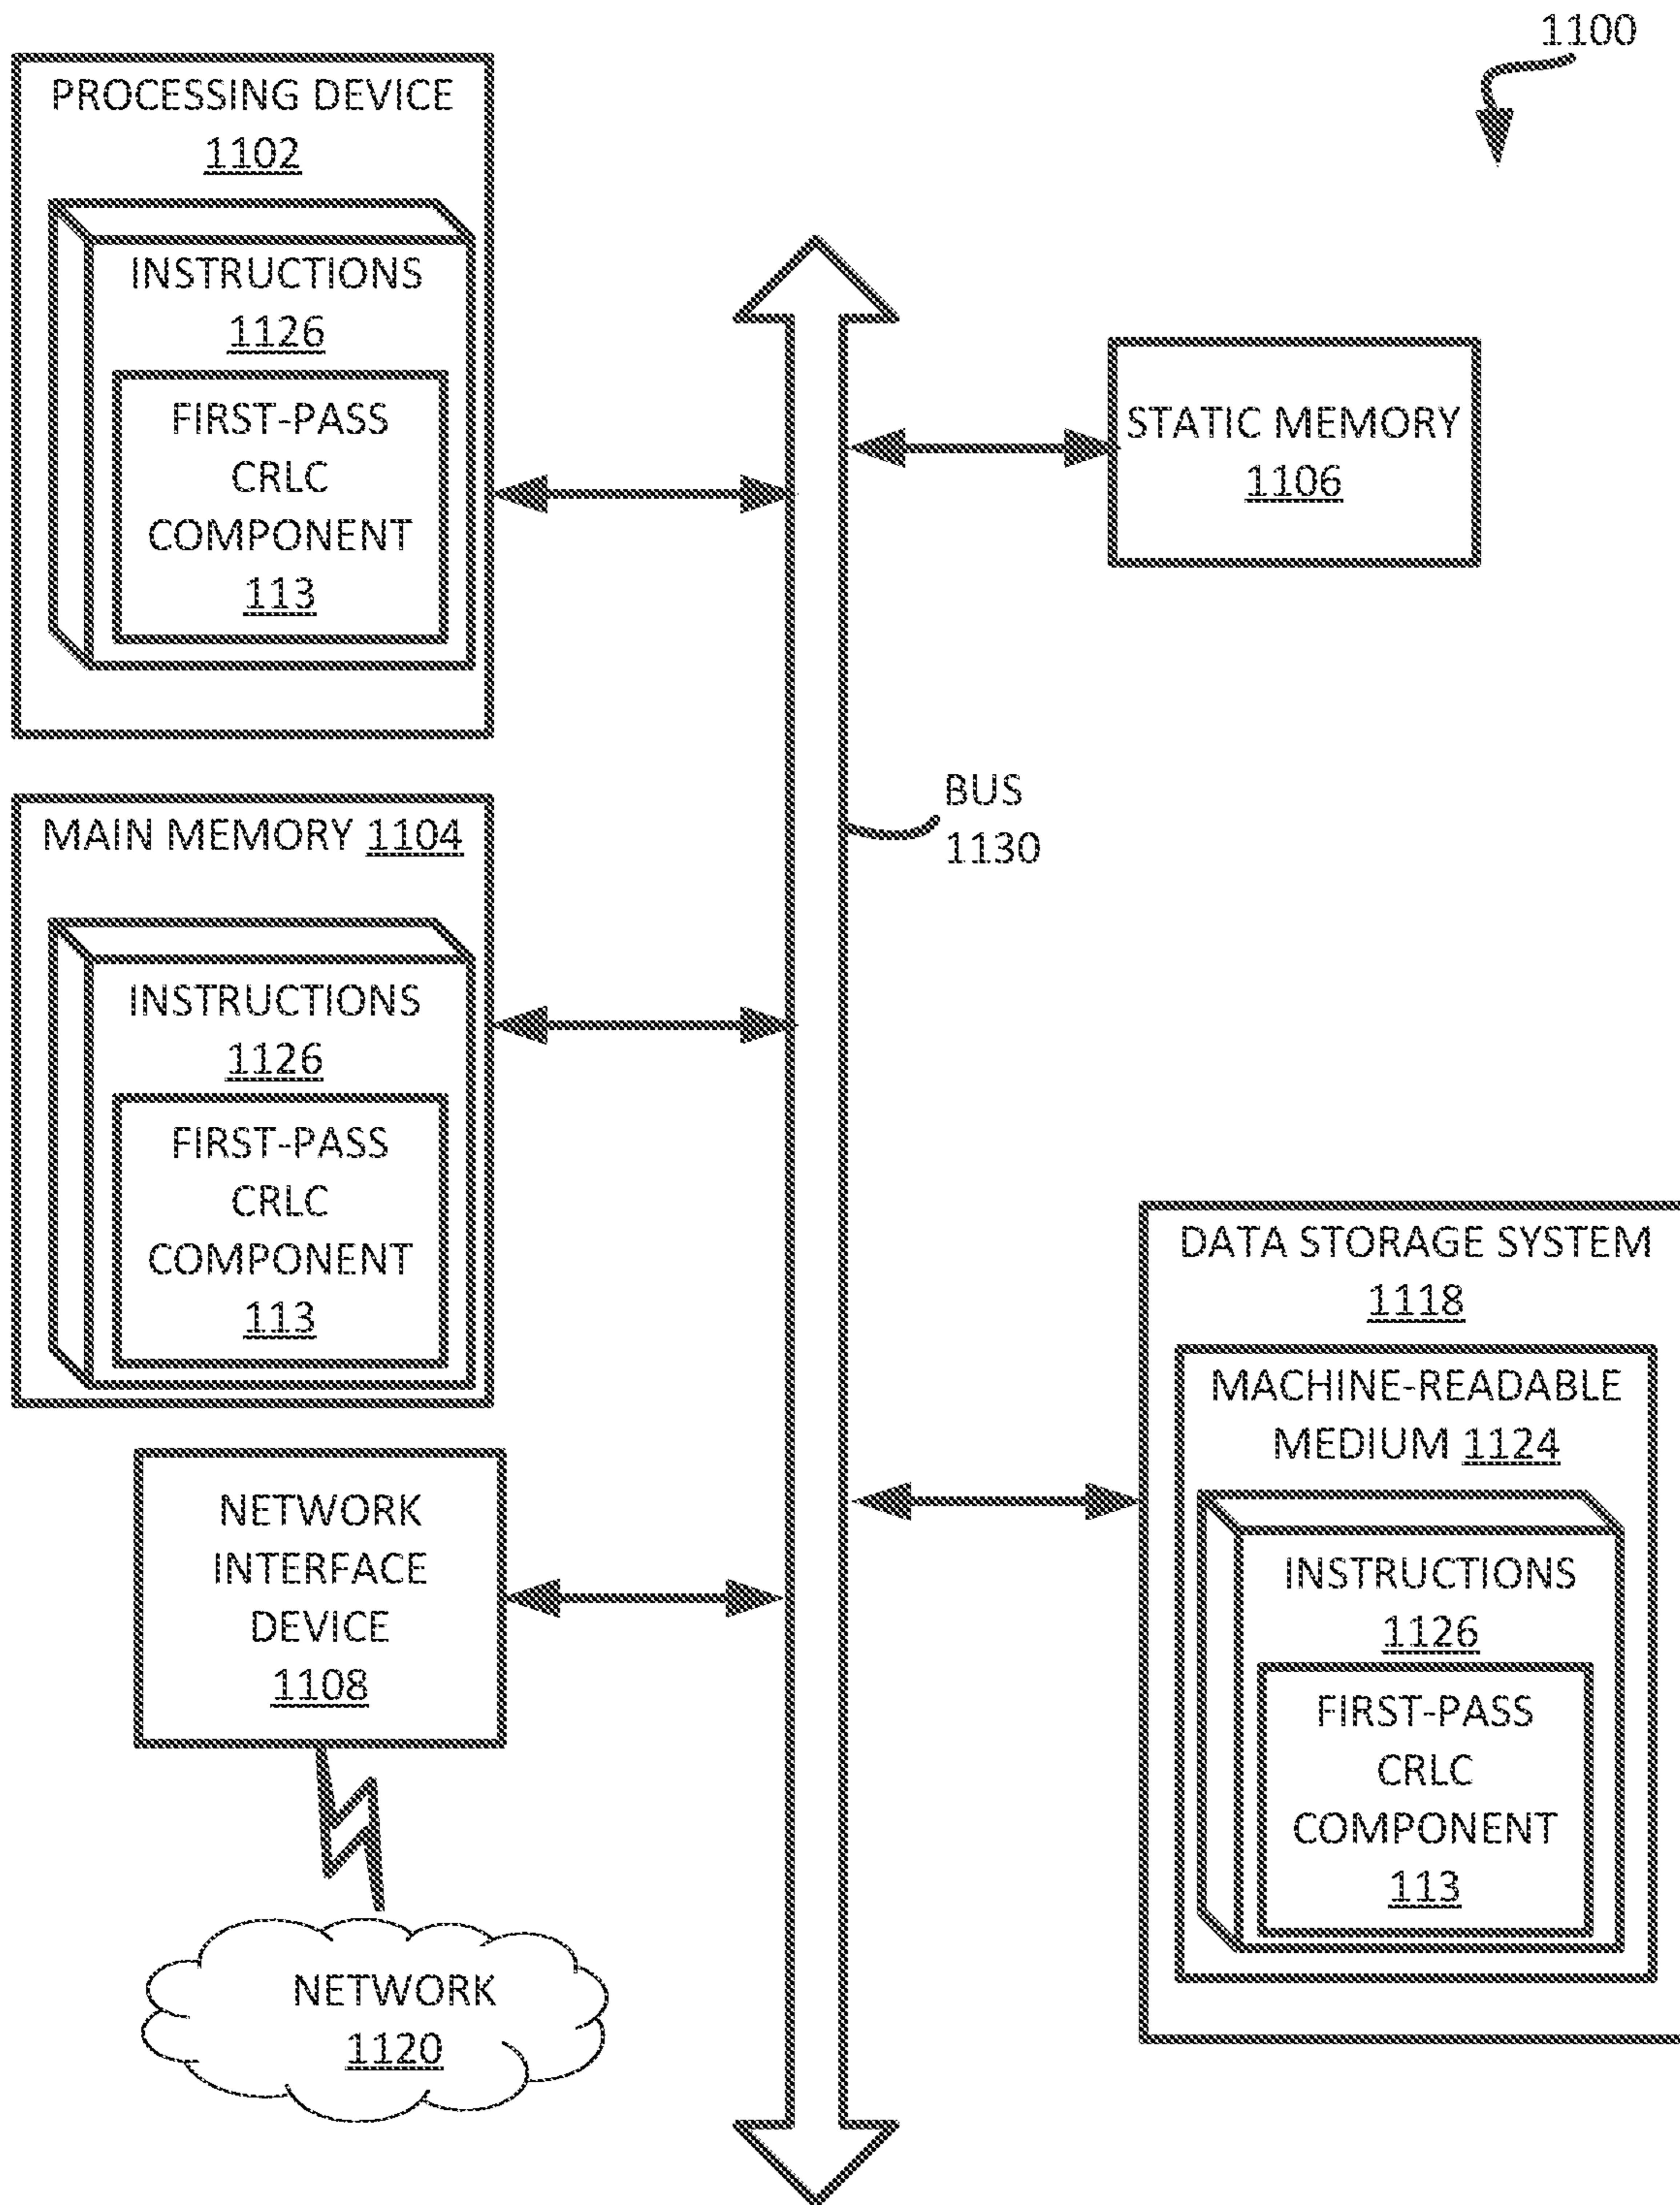 1100
PROCESSING DEVICE
1102
INSTRUCTIONS
1126
FIRST-PASS
CRLC
COMPONENT
113
STATIC MEMORY
1106
BUS
1130
MAIN MEMORY 1104
INSTRUCTIONS
1126
FIRST-PASS
CRLC
COMPONENT
113
DATA STORAGE SYSTEM
1118
MACHINE-READABLE
MEDIUM 1124
INSTRUCTIONS
1126
FIRST-PASS
CRLC
COMPONENT
113
NETWORK
INTERFACE
DEVICE
1108
NETWORK
1120